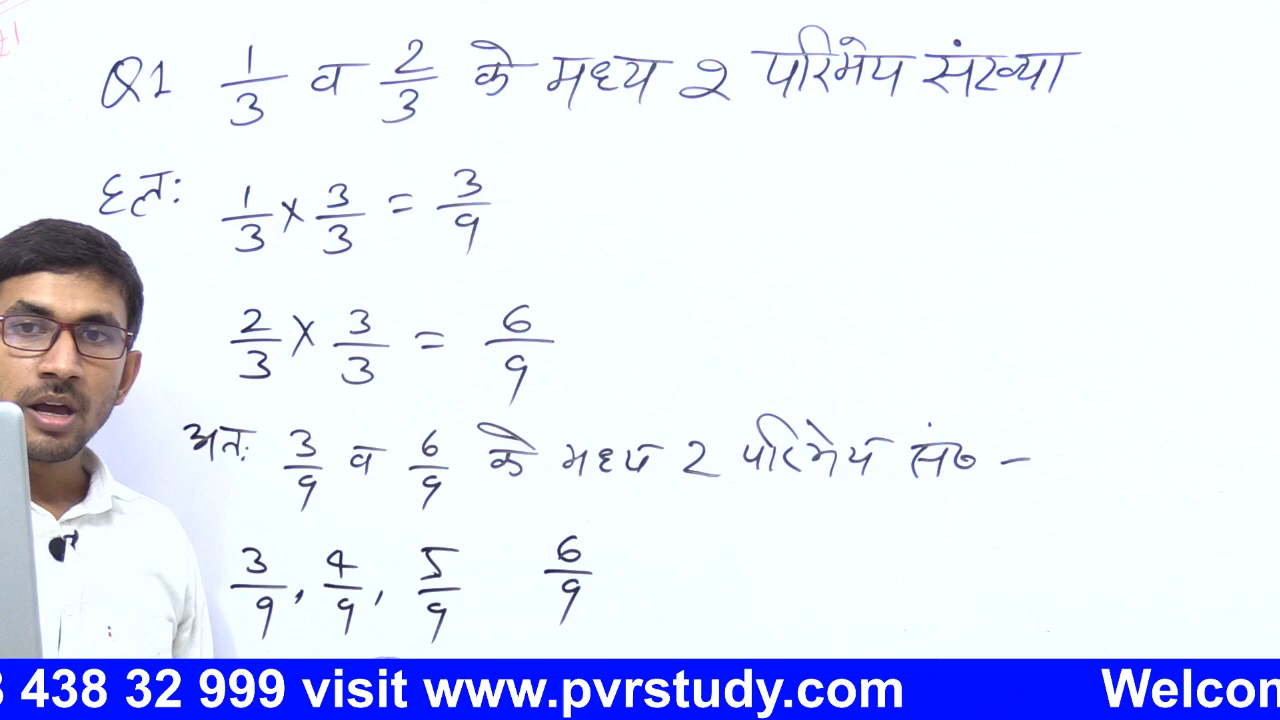 Q1 1/3 व 2/3 के मध्य 2 परिमेय संख्या
हलः 1/3 × 3/3 = 3/9
2/3 × 3/3 = 6/9
अतः 3/9 व 6/9 के मध्य 2 परिमेय सं० –
3/9, 4/9, 5/9 6/9
438 32 999 visit www.pvrstudy.com Welcon